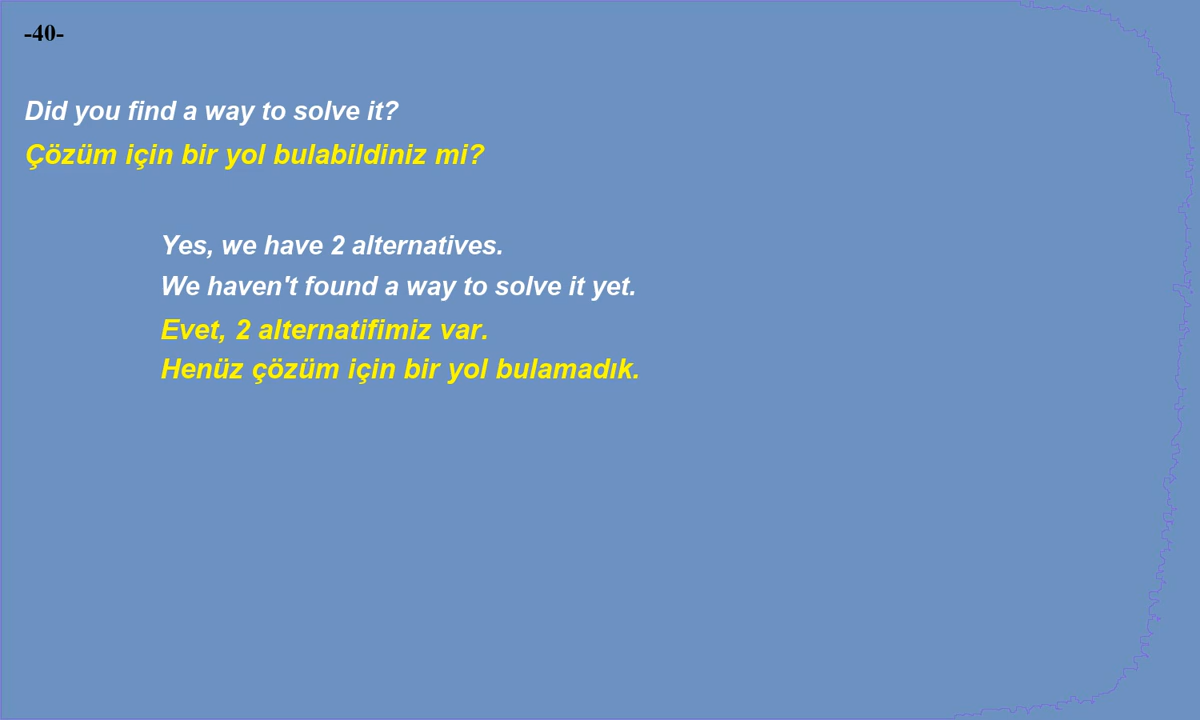 -40-
Did you find a way to solve it?
Çözüm için bir yol bulabildiniz mi?
Yes, we have 2 alternatives.
We haven't found a way to solve it yet.
Evet, 2 alternatifimiz var.
Henüz çözüm için bir yol bulamadık.